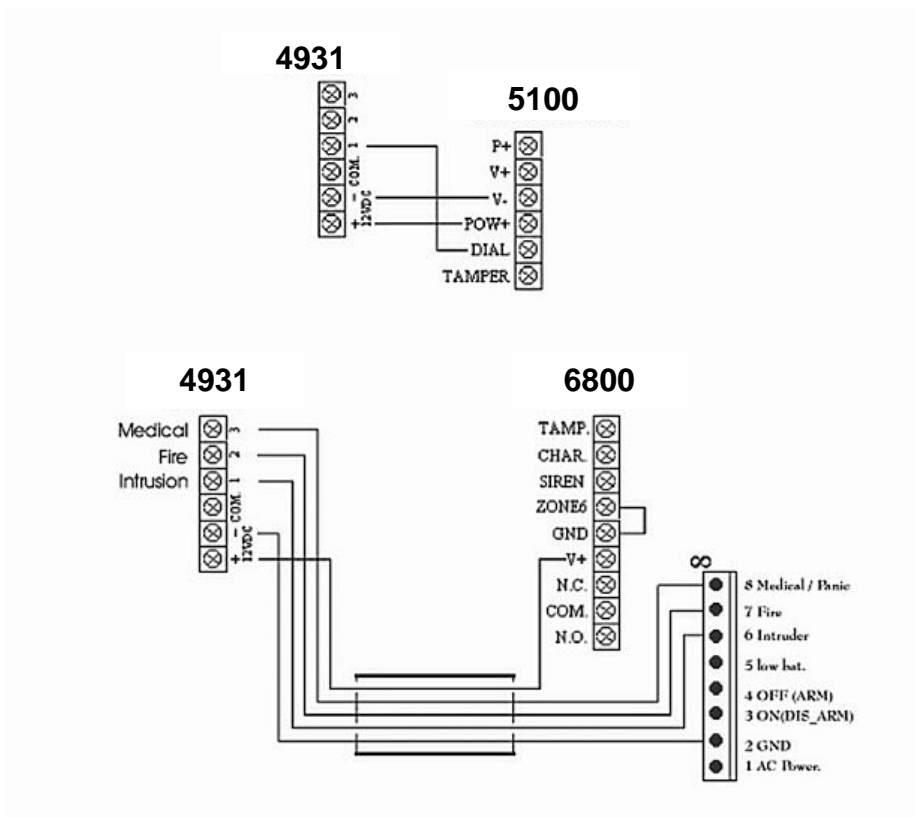 4931
3
2
1
COM.
-
+
12VDC
5100
P+
V+
V-
POW+
DIAL
TAMPER
4931
Medical
Fire
Intrusion
3
2
1
COM.
-
+
12VDC
6800
TAMP.
CHAR.
SIREN
ZONE6
GND
V+
N.C.
COM.
N.O.
8
8 Medical / Panic
7 Fire
6 Intruder
5 low bat.
4 OFF (ARM)
3 ON(DIS_ARM)
2 GND
1 AC Power.